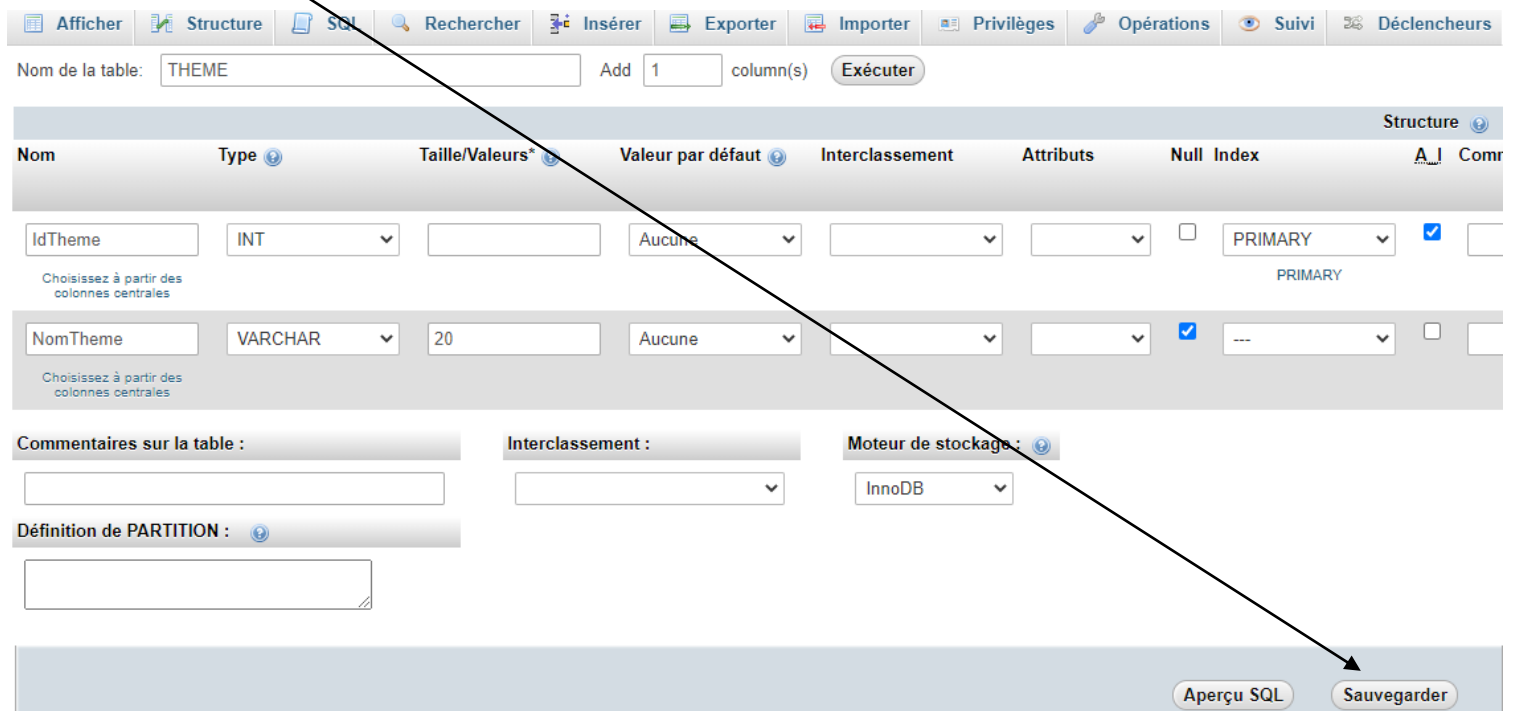 Afficher Structure SQL Rechercher Insérer Exporter Importer Privilèges Opérations Suivi Déclencheurs
Nom de la table: THEME Add 1 column(s) Exécuter
Structure
Nom Type Taille/Valeurs* Valeur par défaut Interclassement Attributs Null Index A_I Comm
IdTheme INT Aucune PRIMARY
Choisissez à partir des PRIMARY
colonnes centrales
NomTheme VARCHAR 20 Aucune ---
Choisissez à partir des
colonnes centrales
Commentaires sur la table : Interclassement : Moteur de stockage :
InnoDB
Définition de PARTITION :
Aperçu SQL Sauvegarder